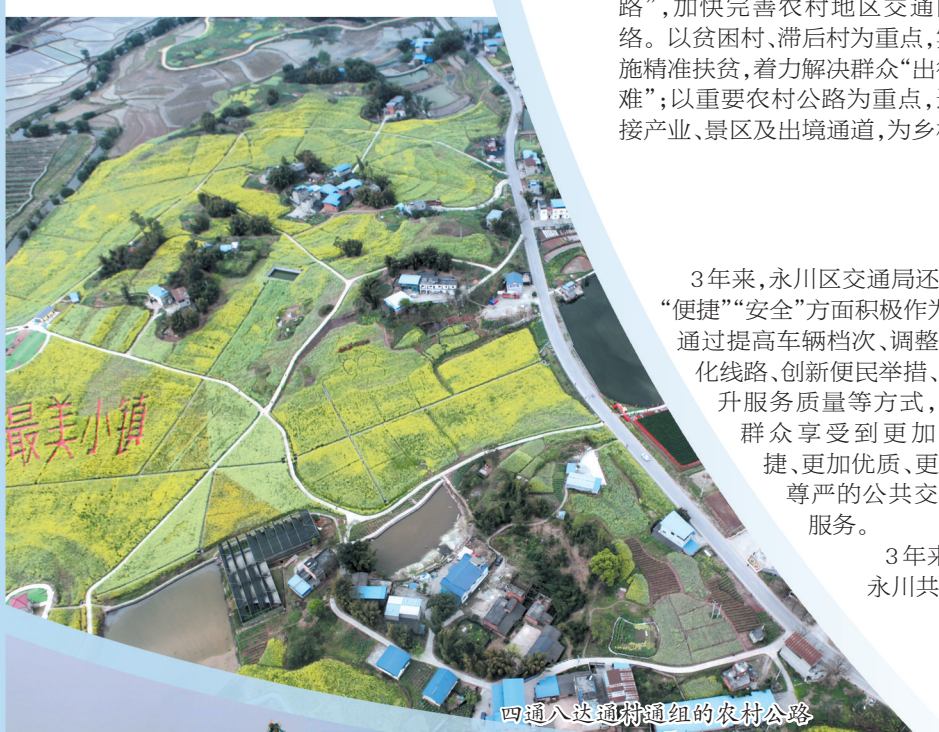 路”,加快完善农村地区交通
络。以贫困村、滞后村为重点,
施精准扶贫,着力解决群众“出
难”;以重要农村公路为重点,
接产业、景区及出境通道,为乡
3年来,永川区交通局还
“便捷”“安全”方面积极作为
通过提高车辆档次、调整
化线路、创新便民举措、
升服务质量等方式,
群众享受到更加
捷、更加优质、更
尊严的公共交
服务。
3年来
永川共
最美小镇
四通八达通村通组的农村公路